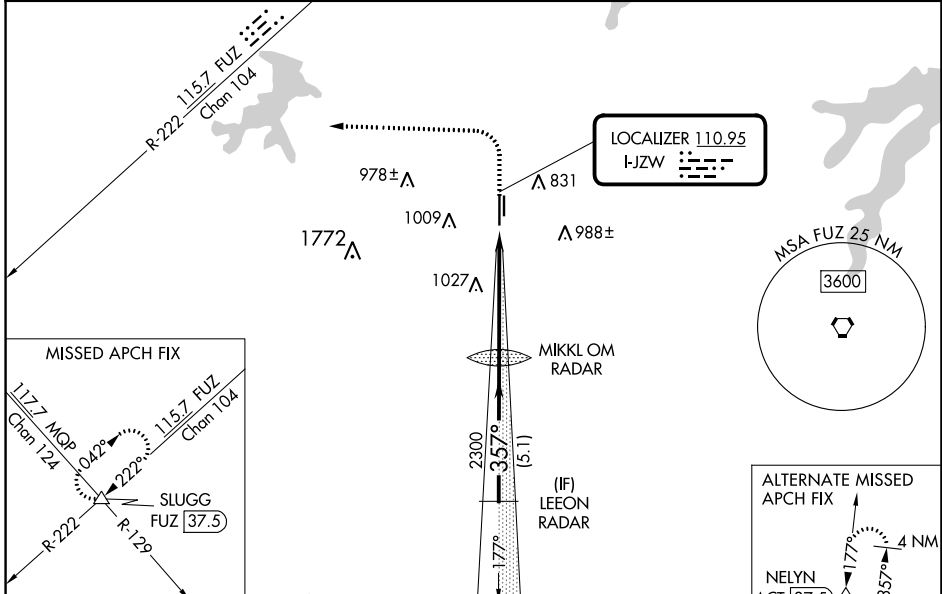 115.7 FUZ
Chan 104
R-222
LOCALIZER 110.95
I-JZW
978±
831
1009
988±
1772
1027
MSA FUZ 25 NM
3600
MISSED APCH FIX
117.7 MQP
Chan 124
115.7 FUZ
Chan 104
042°
222°
SLUGG
FUZ 37.5
R-222
R-129
MIKKL OM
RADAR
2300
357°
(5.1)
(IF)
LEEON
RADAR
177°
ALTERNATE MISSED
APCH FIX
177°
4 NM
NELYN
357°